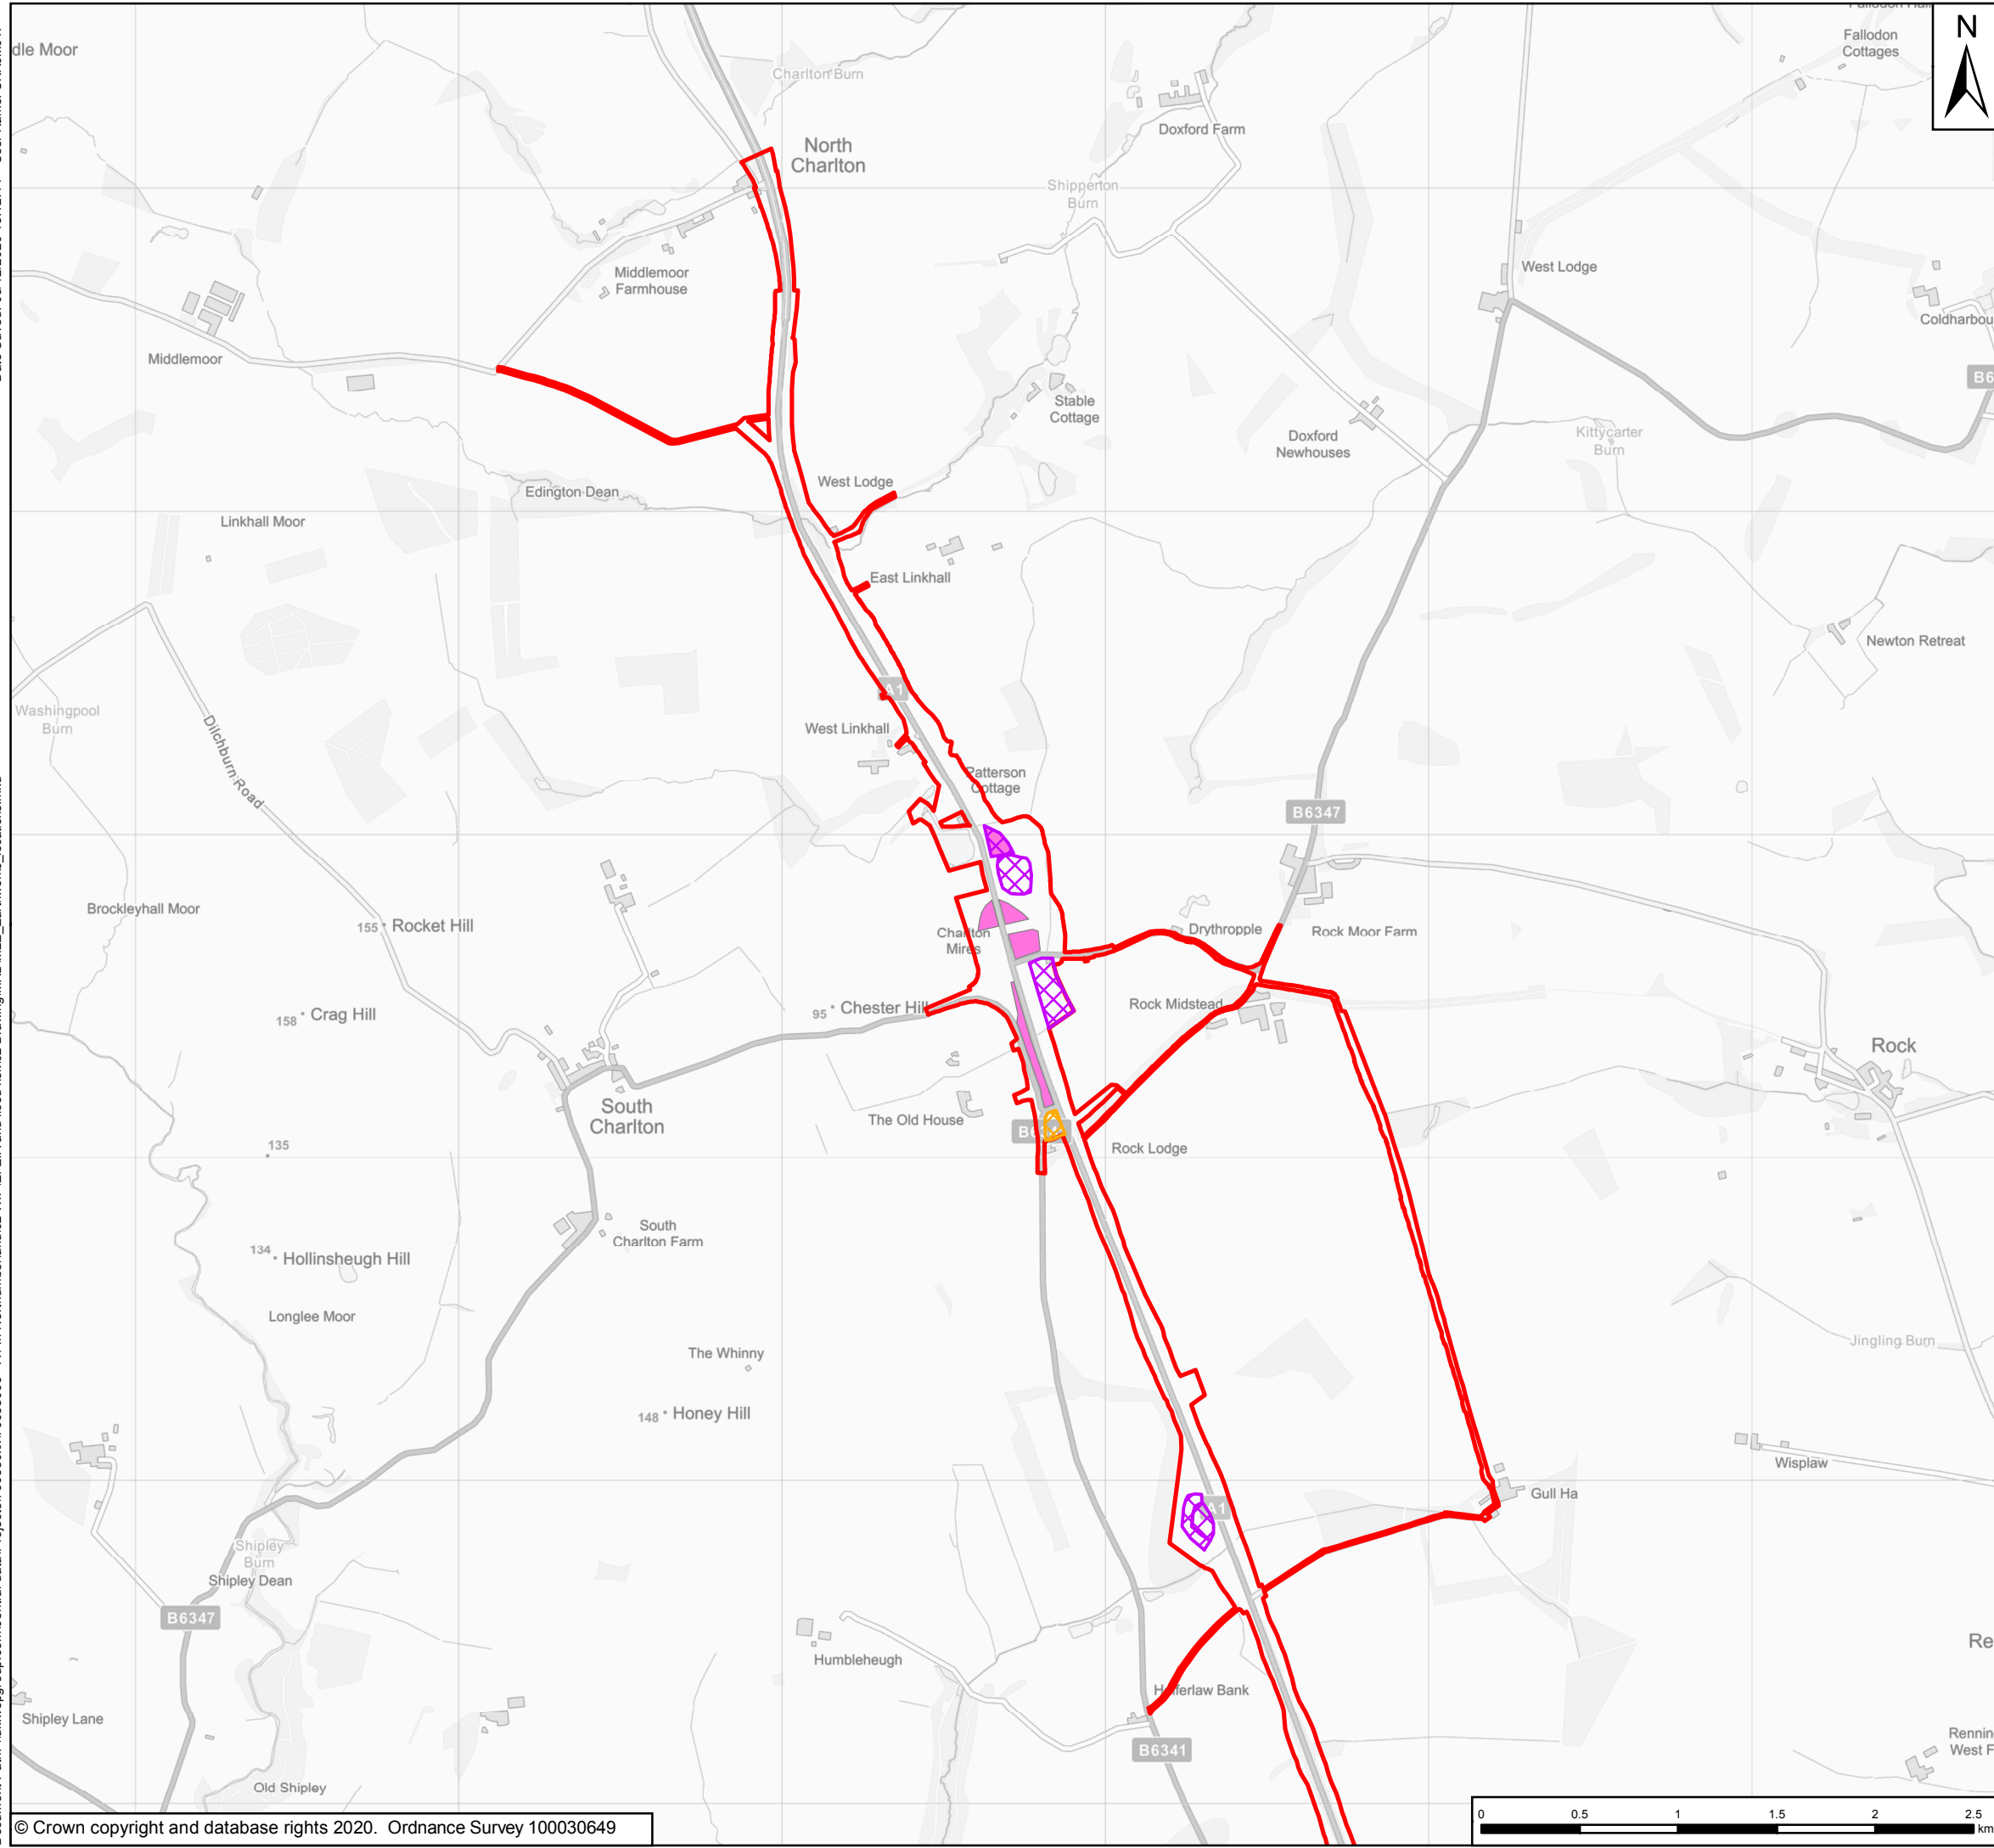 Fallodon
Cottages
N
dle Moor
Charlton Burn
Doxford Farm
North
Charlton
Shipperton
Burn
West Lodge
Middlemoor
Farmhouse
Coldharbou
Middlemoor
B6
Stable
Cottage
Doxford
Newhouses
Kittycarter
Burn
West Lodge
Edington Dean
Linkhall Moor
East Linkhall
Newton Retreat
A1
Washingpool
Burn
Ditchburn Road
West Linkhall
Patterson
Cottage
B6347
Brockleyhall Moor
155
Rocket Hill
Charlton
Mires
Drythropple
Rock Moor Farm
158
Crag Hill
95
Chester Hill
Rock Midstead
Rock
South
Charlton
The Old House
135
Rock Lodge
South
Charlton Farm
134
Hollinsheugh Hill
Longlee Moor
Jingling Burn
The Whinny
148
Honey Hill
Wisplaw
Gull Ha
A1
Shipley
Burn
Shipley Dean
B6347
Re
Humbleheugh
Heiferlaw Bank
Shipley Lane
Rennin
West F
B6341
Old Shipley
© Crown copyright and database rights 2020. Ordnance Survey 100030649
0 0.5 1 1.5 2 2.5
km